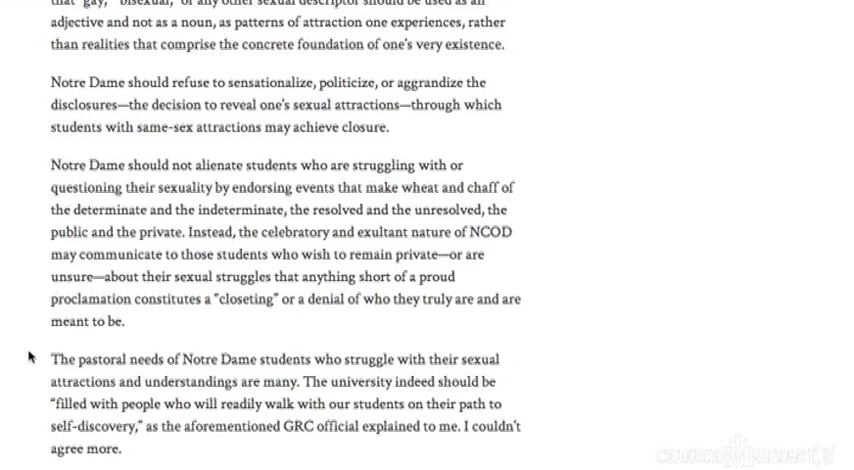 that "gay," "bisexual," or any other sexual descriptor should be used as an
adjective and not as a noun, as patterns of attraction one experiences, rather
than realities that comprise the concrete foundation of one's very existence.
Notre Dame should refuse to sensationalize, politicize, or aggrandize the
disclosures—the decision to reveal one's sexual attractions—through which
students with same-sex attractions may achieve closure.
Notre Dame should not alienate students who are struggling with or
questioning their sexuality by endorsing events that make wheat and chaff of
the determinate and the indeterminate, the resolved and the unresolved, the
public and the private. Instead, the celebratory and exultant nature of NCOD
may communicate to those students who wish to remain private—or are
unsure—about their sexual struggles that anything short of a proud
proclamation constitutes a "closeting" or a denial of who they truly are and are
meant to be.
The pastoral needs of Notre Dame students who struggle with their sexual
attractions and understandings are many. The university indeed should be
"filled with people who will readily walk with our students on their path to
self-discovery," as the aforementioned GRC official explained to me. I couldn't
agree more.
CHURCH MILITANT.TV